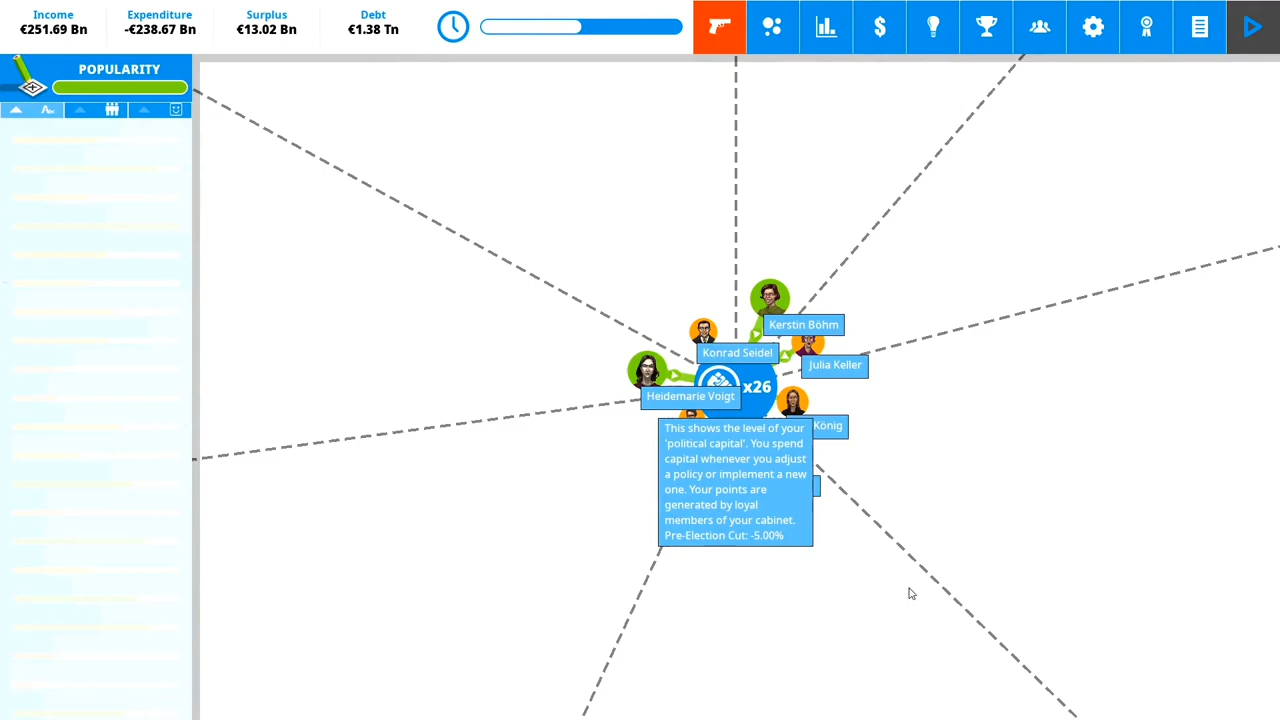 Income
€251.69 Bn
Expenditure
-€238.67 Bn
Surplus
€13.02 Bn
Debt
€1.38 Tn
POPULARITY
Kerstin Böhm
Konrad Seidel
Julia Keller
x26
Heidemarie Voigt
König
This shows the level of your
'political capital'. You spend
capital whenever you adjust
a policy or implement a new
one. Your points are
generated by loyal
members of your cabinet.
Pre-Election Cut: -5.00%